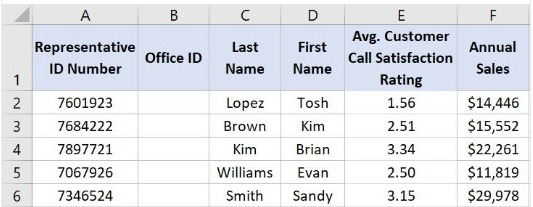 A B C D E F
1 Representative ID Number Office ID Last Name First Name Avg. Customer Call Satisfaction Rating Annual Sales
2 7601923 Lopez Tosh 1.56 $14,446
3 7684222 Brown Kim 2.51 $15,552
4 7897721 Kim Brian 3.34 $22,261
5 7067926 Williams Evan 2.50 $11,819
6 7346524 Smith Sandy 3.15 $29,978